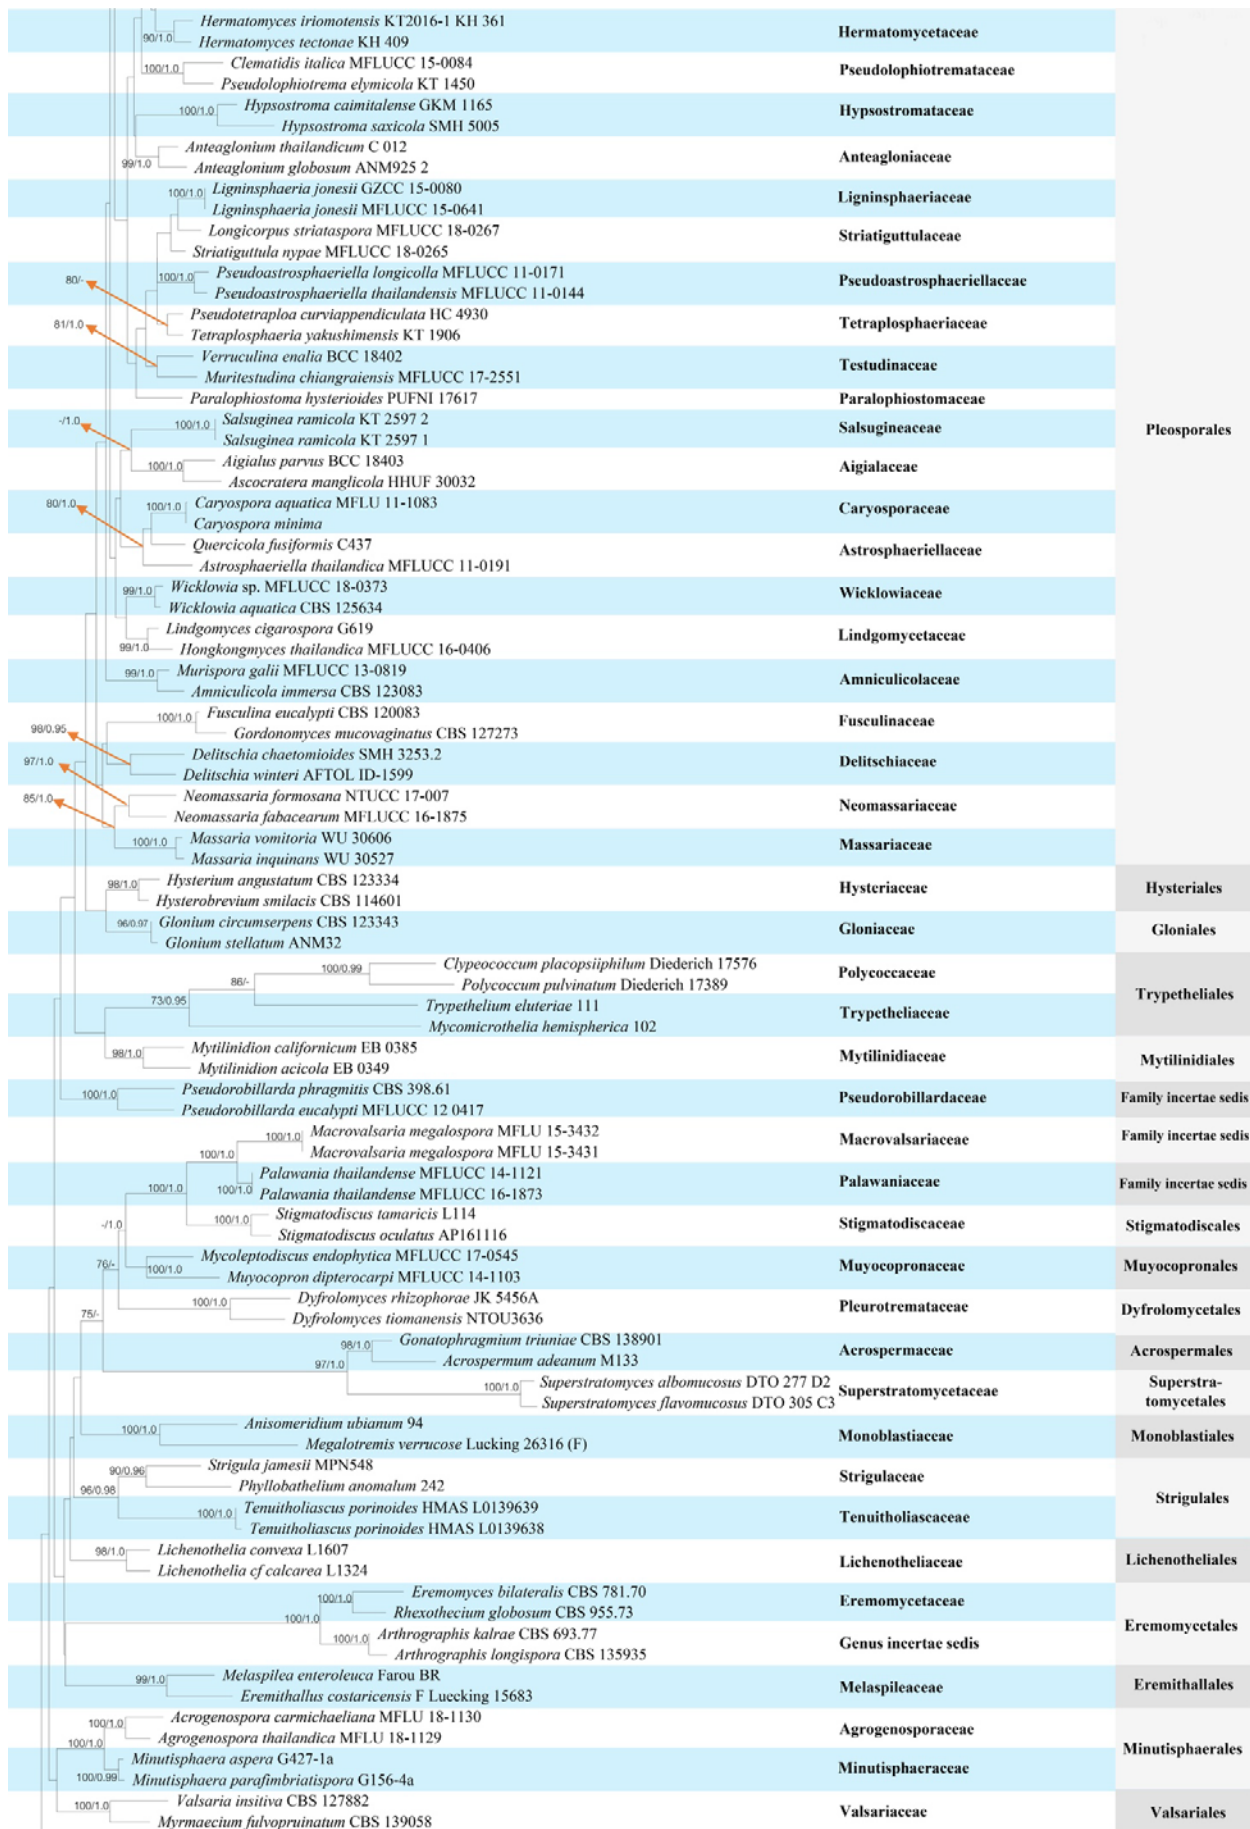 Hermatomyces iriomotensis KT2016-1 KH 361
90/1.0 Hermatomyces tectonae KH 409
Hermatomycetaceae
Clematidis italica MFLUCC 15-0084
100/1.0
Pseudolophiotrema elymicola KT 1450
Pseudolophiotremataceae
Hypsostroma caimitalense GKM 1165
100/1.0
Hypsostroma saxicola SMH 5005
Hypsostromataceae
Anteaglonium thailandicum C 012
99/1.0 Anteaglonium globosum ANM925 2
Anteagloniaceae
100/1.0 Ligninsphaeria jonesii GZCC 15-0080
Ligninsphaeria jonesii MFLUCC 15-0641
Ligninsphaeriaceae
Longicorpus striataspora MFLUCC 18-0267
Striatiguttula nypae MFLUCC 18-0265
Striatiguttulaceae
Pseudoastrosphaeriella longicolla MFLUCC 11-0171
100/1.0
80/-
Pseudoastrosphaeriella thailandensis MFLUCC 11-0144
Pseudoastrosphaeriellaceae
Pseudotetraploa curviappendiculata HC 4930
81/1.0
Tetraplosphaeria yakushimensis KT 1906
Tetraplosphaeriaceae
Verruculina enalia BCC 18402
Muritestudina chiangraiensis MFLUCC 17-2551
Testudinaceae
Paralophiostoma hysterioides PUFNI 17617
Paralophiostomaceae
-/1.0
100/1.0 Salsuginea ramicola KT 2597 2
Salsuginea ramicola KT 2597 1
Salsugineaceae
Pleosporales
Aigialus parvus BCC 18403
100/1.0
Ascocratera manglicola HHUF 30032
Aigialaceae
80/1.0
100/1.0 Caryospora aquatica MFLU 11-1083
Caryospora minima
Caryosporaceae
Quercicola fusiformis C437
Astrosphaeriella thailandica MFLUCC 11-0191
Astrosphaeriellaceae
99/1.0 Wicklowia sp. MFLUCC 18-0373
Wicklowia aquatica CBS 125634
Wicklowiaceae
Lindgomyces cigarospora G619
99/1.0 Hongkongmyces thailandica MFLUCC 16-0406
Lindgomycetaceae
99/1.0 Murispora galii MFLUCC 13-0819
Amniculicola immersa CBS 123083
Amniculicolaceae
Fusculina eucalypti CBS 120083
100/1.0
Gordonomyces mucovaginatus CBS 127273
Fusculinaceae
98/0.95
Delitschia chaetomioides SMH 3253.2
97/1.0
Delitschia winteri AFTOL ID-1599
Delitschiaceae
85/1.0
Neomassaria formosana NTUCC 17-007
Neomassaria fabacearum MFLUCC 16-1875
Neomassariaceae
100/1.0 Massaria vomitoria WU 30606
Massaria inquinans WU 30527
Massariaceae
98/1.0 Hysterium angustatum CBS 123334
Hysterobrevium smilacis CBS 114601
Hysteriaceae
Hysteriales
96/0.97 Glonium circumserpens CBS 123343
Glonium stellatum ANM32
Gloniaceae
Gloniales
100/0.99 Clypeococcum placopsiiphilum Diederich 17576
86/- Polycoccum pulvinatum Diederich 17389
Polycoccaceae
Trypetheliales
73/0.95
Trypethelium eluteriae 111
Mycomicrothelia hemispherica 102
Trypetheliaceae
98/1.0 Mytilinidion californicum EB 0385
Mytilinidion acicola EB 0349
Mytilinidiaceae
Mytilinidiales
100/1.0 Pseudorobillarda phragmitis CBS 398.61
Pseudorobillarda eucalypti MFLUCC 12 0417
Pseudorobillardaceae
Family incertae sedis
100/1.0 Macrovalsaria megalospora MFLU 15-3432
100/1.0 Macrovalsaria megalospora MFLU 15-3431
Macrovalsariaceae
Family incertae sedis
Palawania thailandense MFLUCC 14-1121
100/1.0 100/1.0 Palawania thailandense MFLUCC 16-1873
Palawaniaceae
Family incertae sedis
Stigmatodiscus tamaricis L114
-/1.0 100/1.0
Stigmatodiscus oculatus AP161116
Stigmatodiscaceae
Stigmatodiscales
Mycoleptodiscus endophytica MFLUCC 17-0545
76/- 100/1.0
Muyocopron dipterocarpi MFLUCC 14-1103
Muyocopronaceae
Muyocopronales
Dyfrolomyces rhizophorae JK 5456A
100/1.0
75/- Dyfrolomyces tiomanensis NTOU3636
Pleurotremataceae
Dyfrolomycetales
98/1.0 Gonatophragmium triuniae CBS 138901
97/1.0 Acrospermum adeanum M133
Acrospermaceae
Acrospermales
100/1.0 Superstratomyces albomucosus DTO 277 D2
Superstratomyces flavomucosus DTO 305 C3
Superstratomycetaceae
Superstra-
tomycetales
Anisomeridium ubianum 94
100/1.0
Megalotremis verrucose Lucking 26316 (F)
Monoblastiaceae
Monoblastiales
90/0.96 Strigula jamesii MPN548
96/0.98 Phyllobathelium anomalum 242
Strigulaceae
Strigulales
100/1.0 Tenuitholiascus porinoides HMAS L0139639
Tenuitholiascus porinoides HMAS L0139638
Tenuitholiascaceae
98/1.0 Lichenothelia convexa L1607
Lichenothelia cf calcarea L1324
Lichenotheliaceae
Lichenotheliales
Eremomyces bilateralis CBS 781.70
100/1.0
100/1.0 Rhexothecium globosum CBS 955.73
Eremomycetaceae
Eremomycetales
100/1.0 Arthrographis kalrae CBS 693.77
Arthrographis longispora CBS 135935
Genus incertae sedis
99/1.0 Melaspilea enteroleuca Farou BR
Eremithallus costaricensis F Luecking 15683
Melaspileaceae
Eremithallales
100/1.0 Acrogenospora carmichaeliana MFLU 18-1130
100/1.0 Agrogenospora thailandica MFLU 18-1129
Agrogenosporaceae
Minutisphaerales
Minutisphaera aspera G427-1a
100/0.99 Minutisphaera parafimbriatispora G156-4a
Minutisphaeraceae
100/1.0 Valsaria insitiva CBS 127882
Myrmaecium fulvopruinatum CBS 139058
Valsariaceae
Valsariales